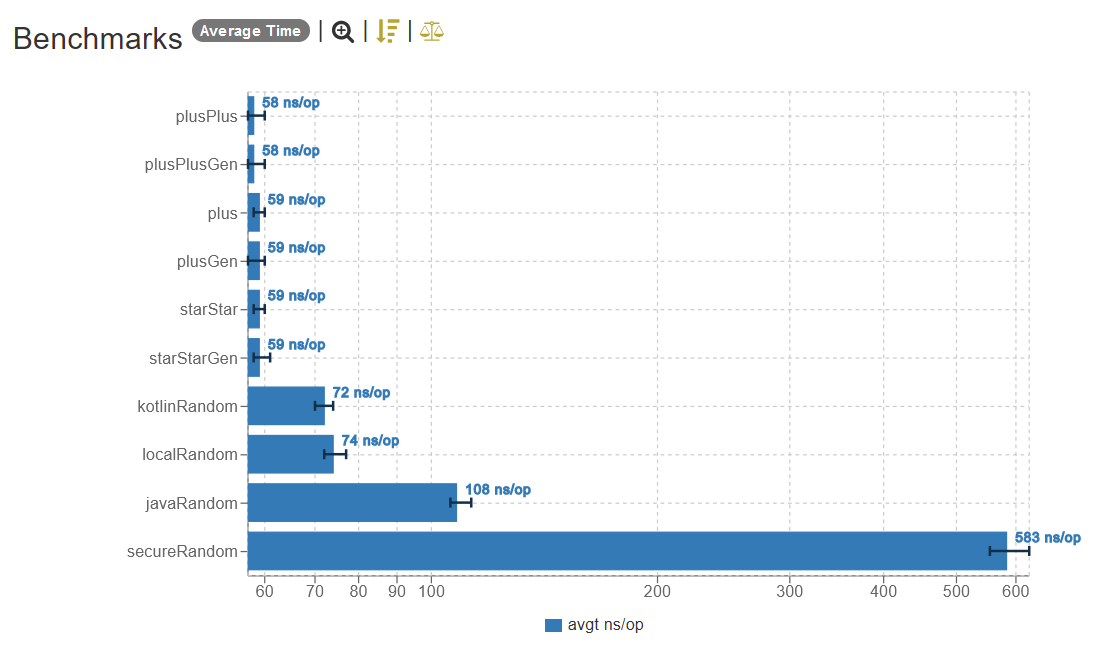 Benchmarks Average Time | | |
plusPlus 58 ns/op
plusPlusGen 58 ns/op
plus 59 ns/op
plusGen 59 ns/op
starStar 59 ns/op
starStarGen 59 ns/op
kotlinRandom 72 ns/op
localRandom 74 ns/op
javaRandom 108 ns/op
secureRandom 583 ns/op
60 70 80 90 100 200 300 400 500 600
avgt ns/op